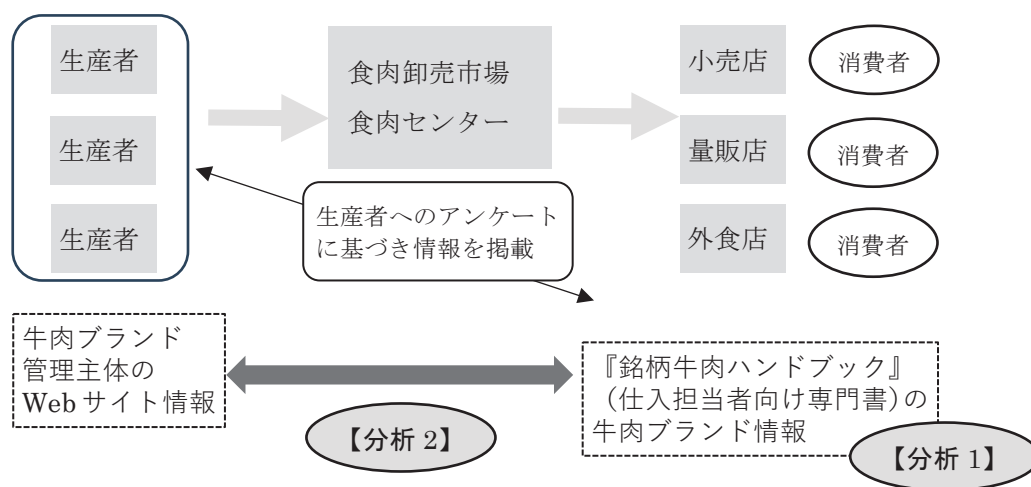 生産者
生産者
生産者
食肉卸売市場
食肉センター
小売店
量販店
外食店
消費者
消費者
消費者
生産者へのアンケート
に基づき情報を掲載
牛肉ブランド
管理主体の
Webサイト情報
『銘柄牛肉ハンドブック』
(仕入担当者向け専門書)の
牛肉ブランド情報
【分析 2】
【分析 1】